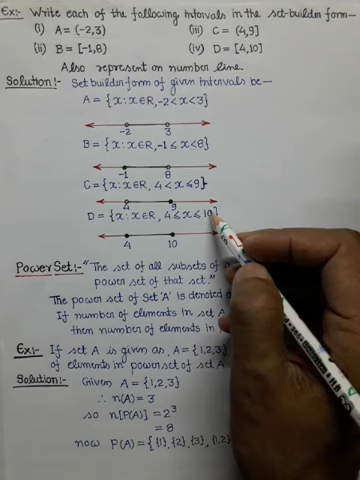 Ex:- Write each of the following intervals in the set-builder form—
(i) A = (-2,3) (iii) C = (4,9]
(ii) B = [-1,8) (iv) D = [4,10]
Also represent on number line.
Solution:- Set builder form of given intervals be—
A = {x : x∈R, -2 < x < 3}
-2 3
B = {x : x∈R, -1 ≤ x < 8}
-1 8
C = {x : x∈R, 4 < x ≤ 9}
4 9
D = {x : x∈R, 4 ≤ x ≤ 10}
4 10
Power Set:- "The set of all subsets of
power set of that set."
The power set of Set 'A' is denoted
If number of elements in set A
then number of elements in
Ex:- If set A is given as, A = {1,2,3}
of elements in power set of set A
Solution:- Given A = {1,2,3}
∴ n(A) = 3
so n[P(A)] = 2³
= 8
now P(A) = { {1}, {2}, {3}, {1,2}